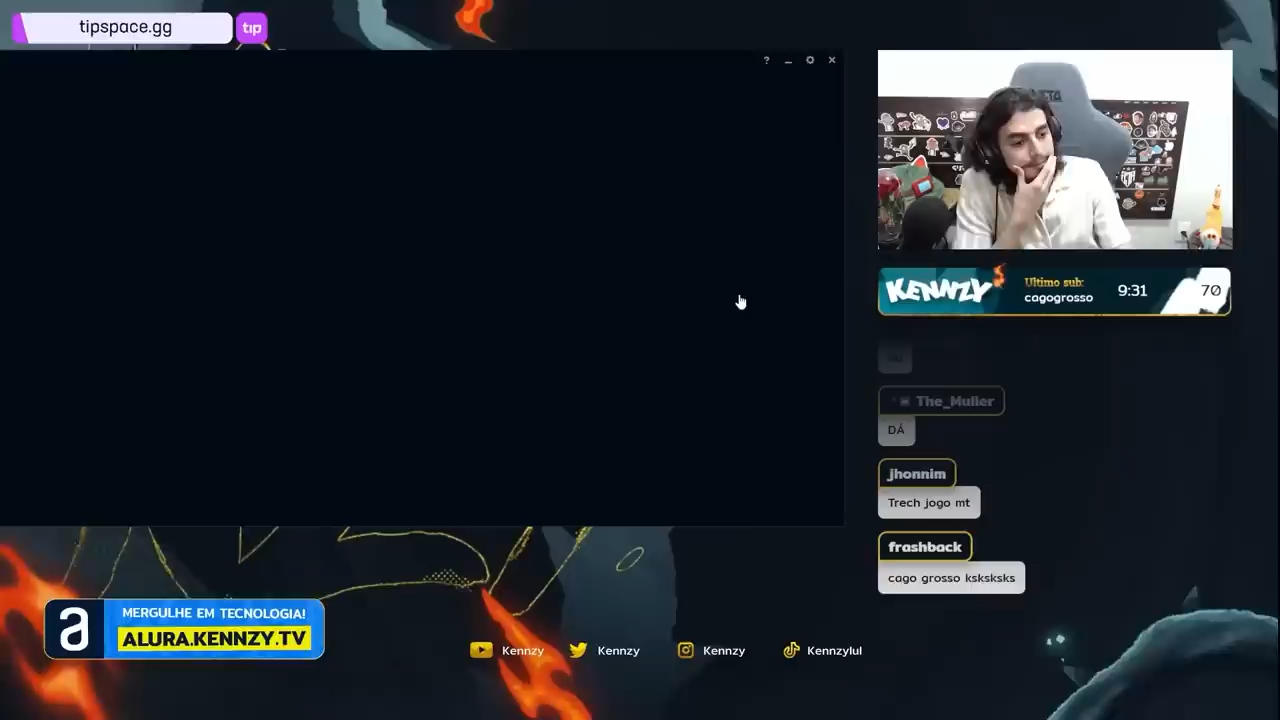 tipspace.gg
tip
KENNZY
Ultimo sub:
cagogrosso
9:31
70
The_Muller
DÁ
jhonnim
Trech jogo mt
frashback
cago grosso ksksksks
a
MERGULHE EM TECNOLOGIA!
ALURA.KENNZY.TV
Kennzy
Kennzy
Kennzy
Kennzylul